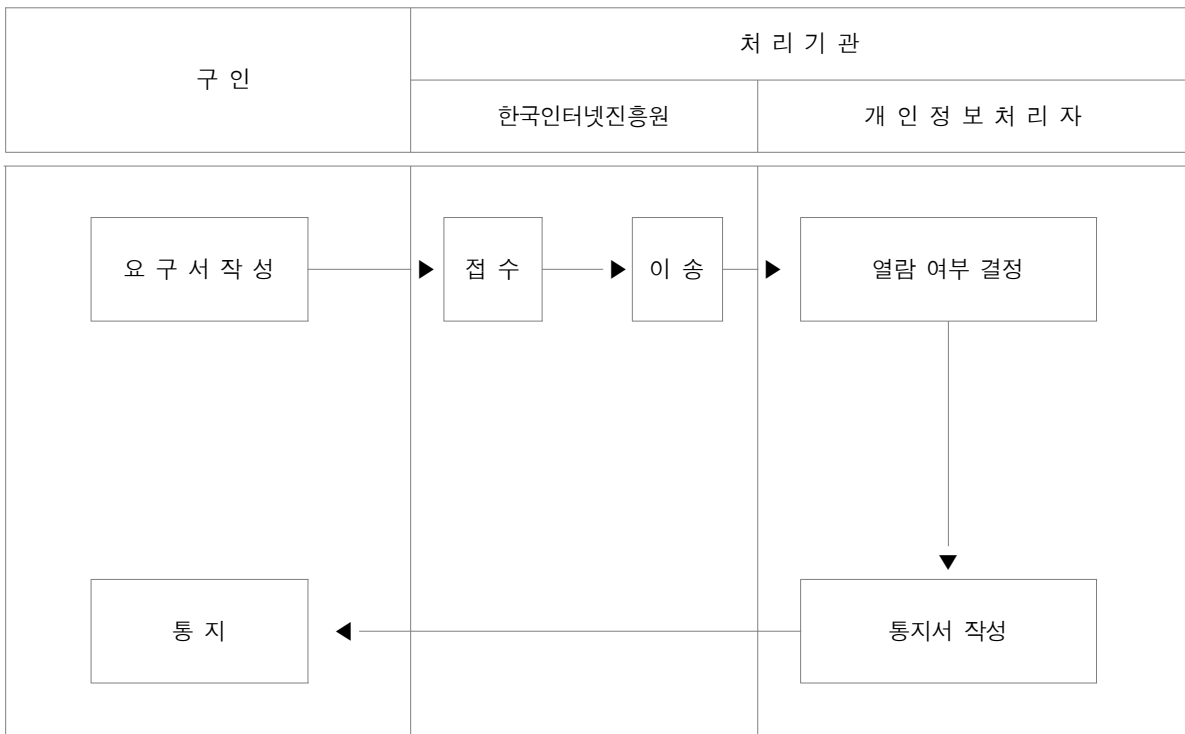 처 리 기 관
구 인
한국인터넷진흥원
개 인 정 보 처 리 자
요 구 서 작 성
접 수
이 송
열람 여부 결정
통 지
통지서 작성